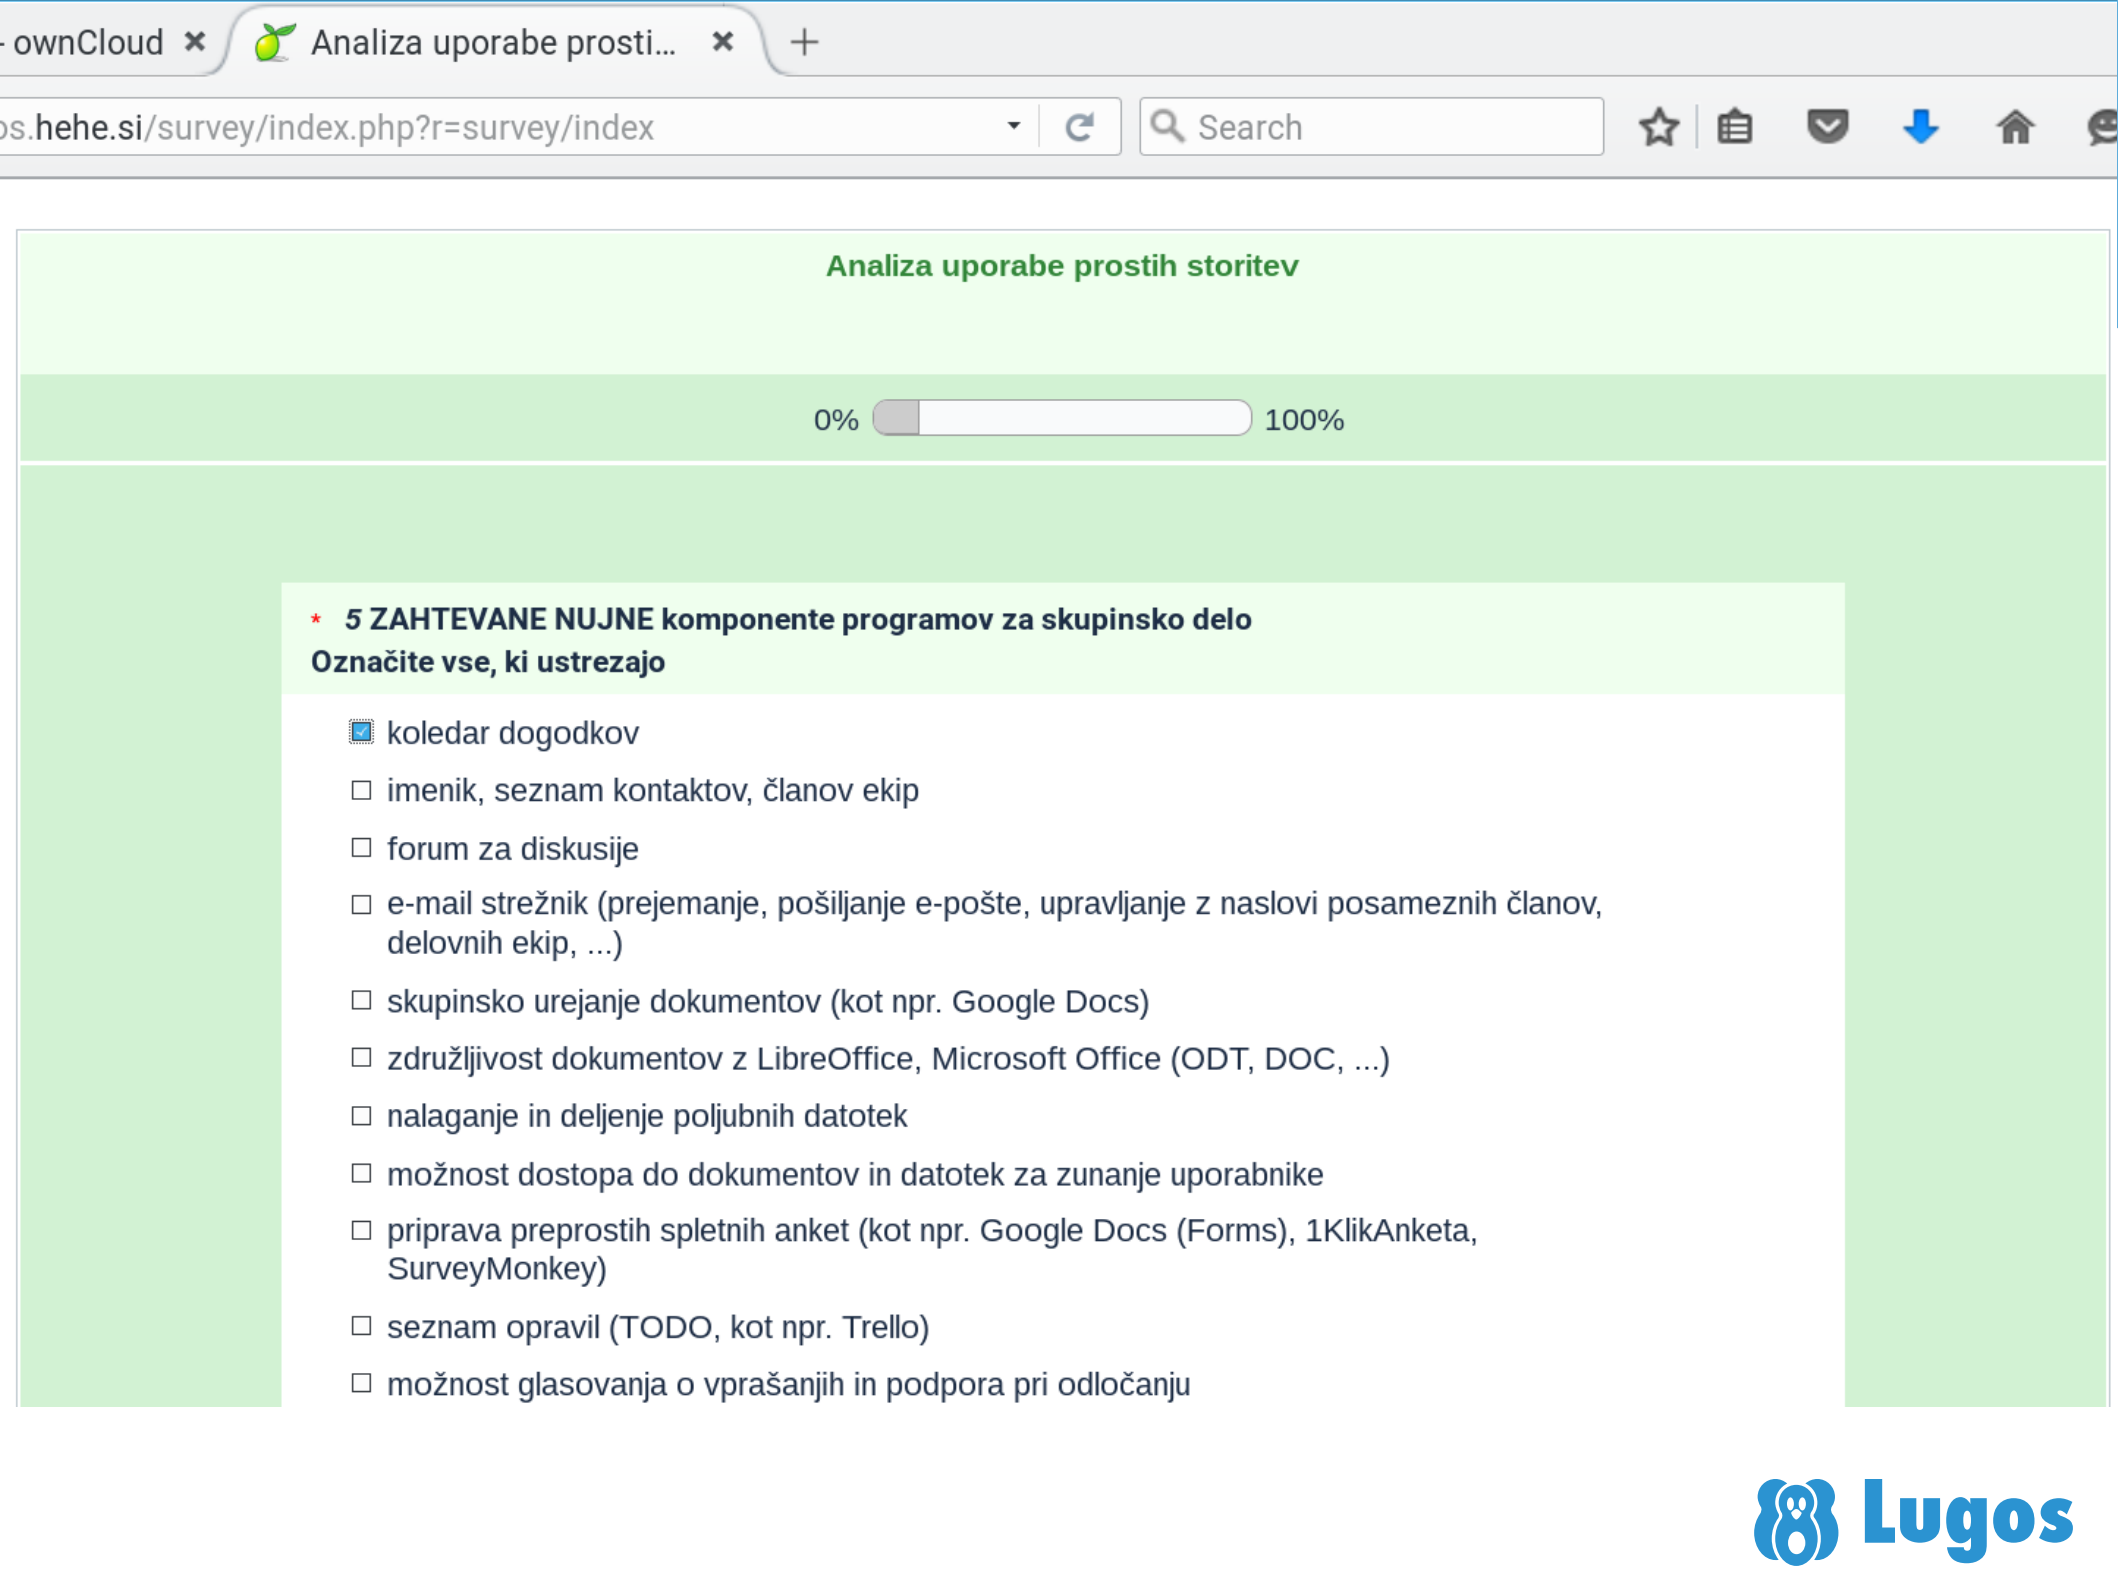 - ownCloud
Analiza uporabe prosti...
os.hehe.si/survey/index.php?r=survey/index
Search
Analiza uporabe prostih storitev
0%
100%
* 5 ZAHTEVANE NUJNE komponente programov za skupinsko delo
Označite vse, ki ustrezajo
koledar dogodkov
imenik, seznam kontaktov, članov ekip
forum za diskusije
e-mail strežnik (prejemanje, pošiljanje e-pošte, upravljanje z naslovi posameznih članov,
delovnih ekip, ...)
skupinsko urejanje dokumentov (kot npr. Google Docs)
združljivost dokumentov z LibreOffice, Microsoft Office (ODT, DOC, ...)
nalaganje in deljenje poljubnih datotek
možnost dostopa do dokumentov in datotek za zunanje uporabnike
priprava preprostih spletnih anket (kot npr. Google Docs (Forms), 1KlikAnketa,
SurveyMonkey)
seznam opravil (TODO, kot npr. Trello)
možnost glasovanja o vprašanjih in podpora pri odločanju
Lugos